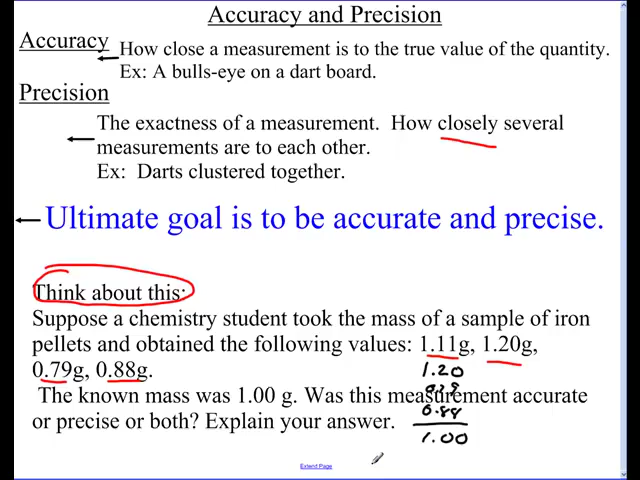 Accuracy and Precision
Accuracy
How close a measurement is to the true value of the quantity.
Ex: A bulls-eye on a dart board.
Precision
The exactness of a measurement. How closely several
measurements are to each other.
Ex: Darts clustered together.
Ultimate goal is to be accurate and precise.
Think about this:
Suppose a chemistry student took the mass of a sample of iron
pellets and obtained the following values: 1.11g, 1.20g,
0.79g, 0.88g.
1.20
The known mass was 1.00 g. Was this measurement accurate
0.88
or precise or both? Explain your answer.
1.00
Extend Page